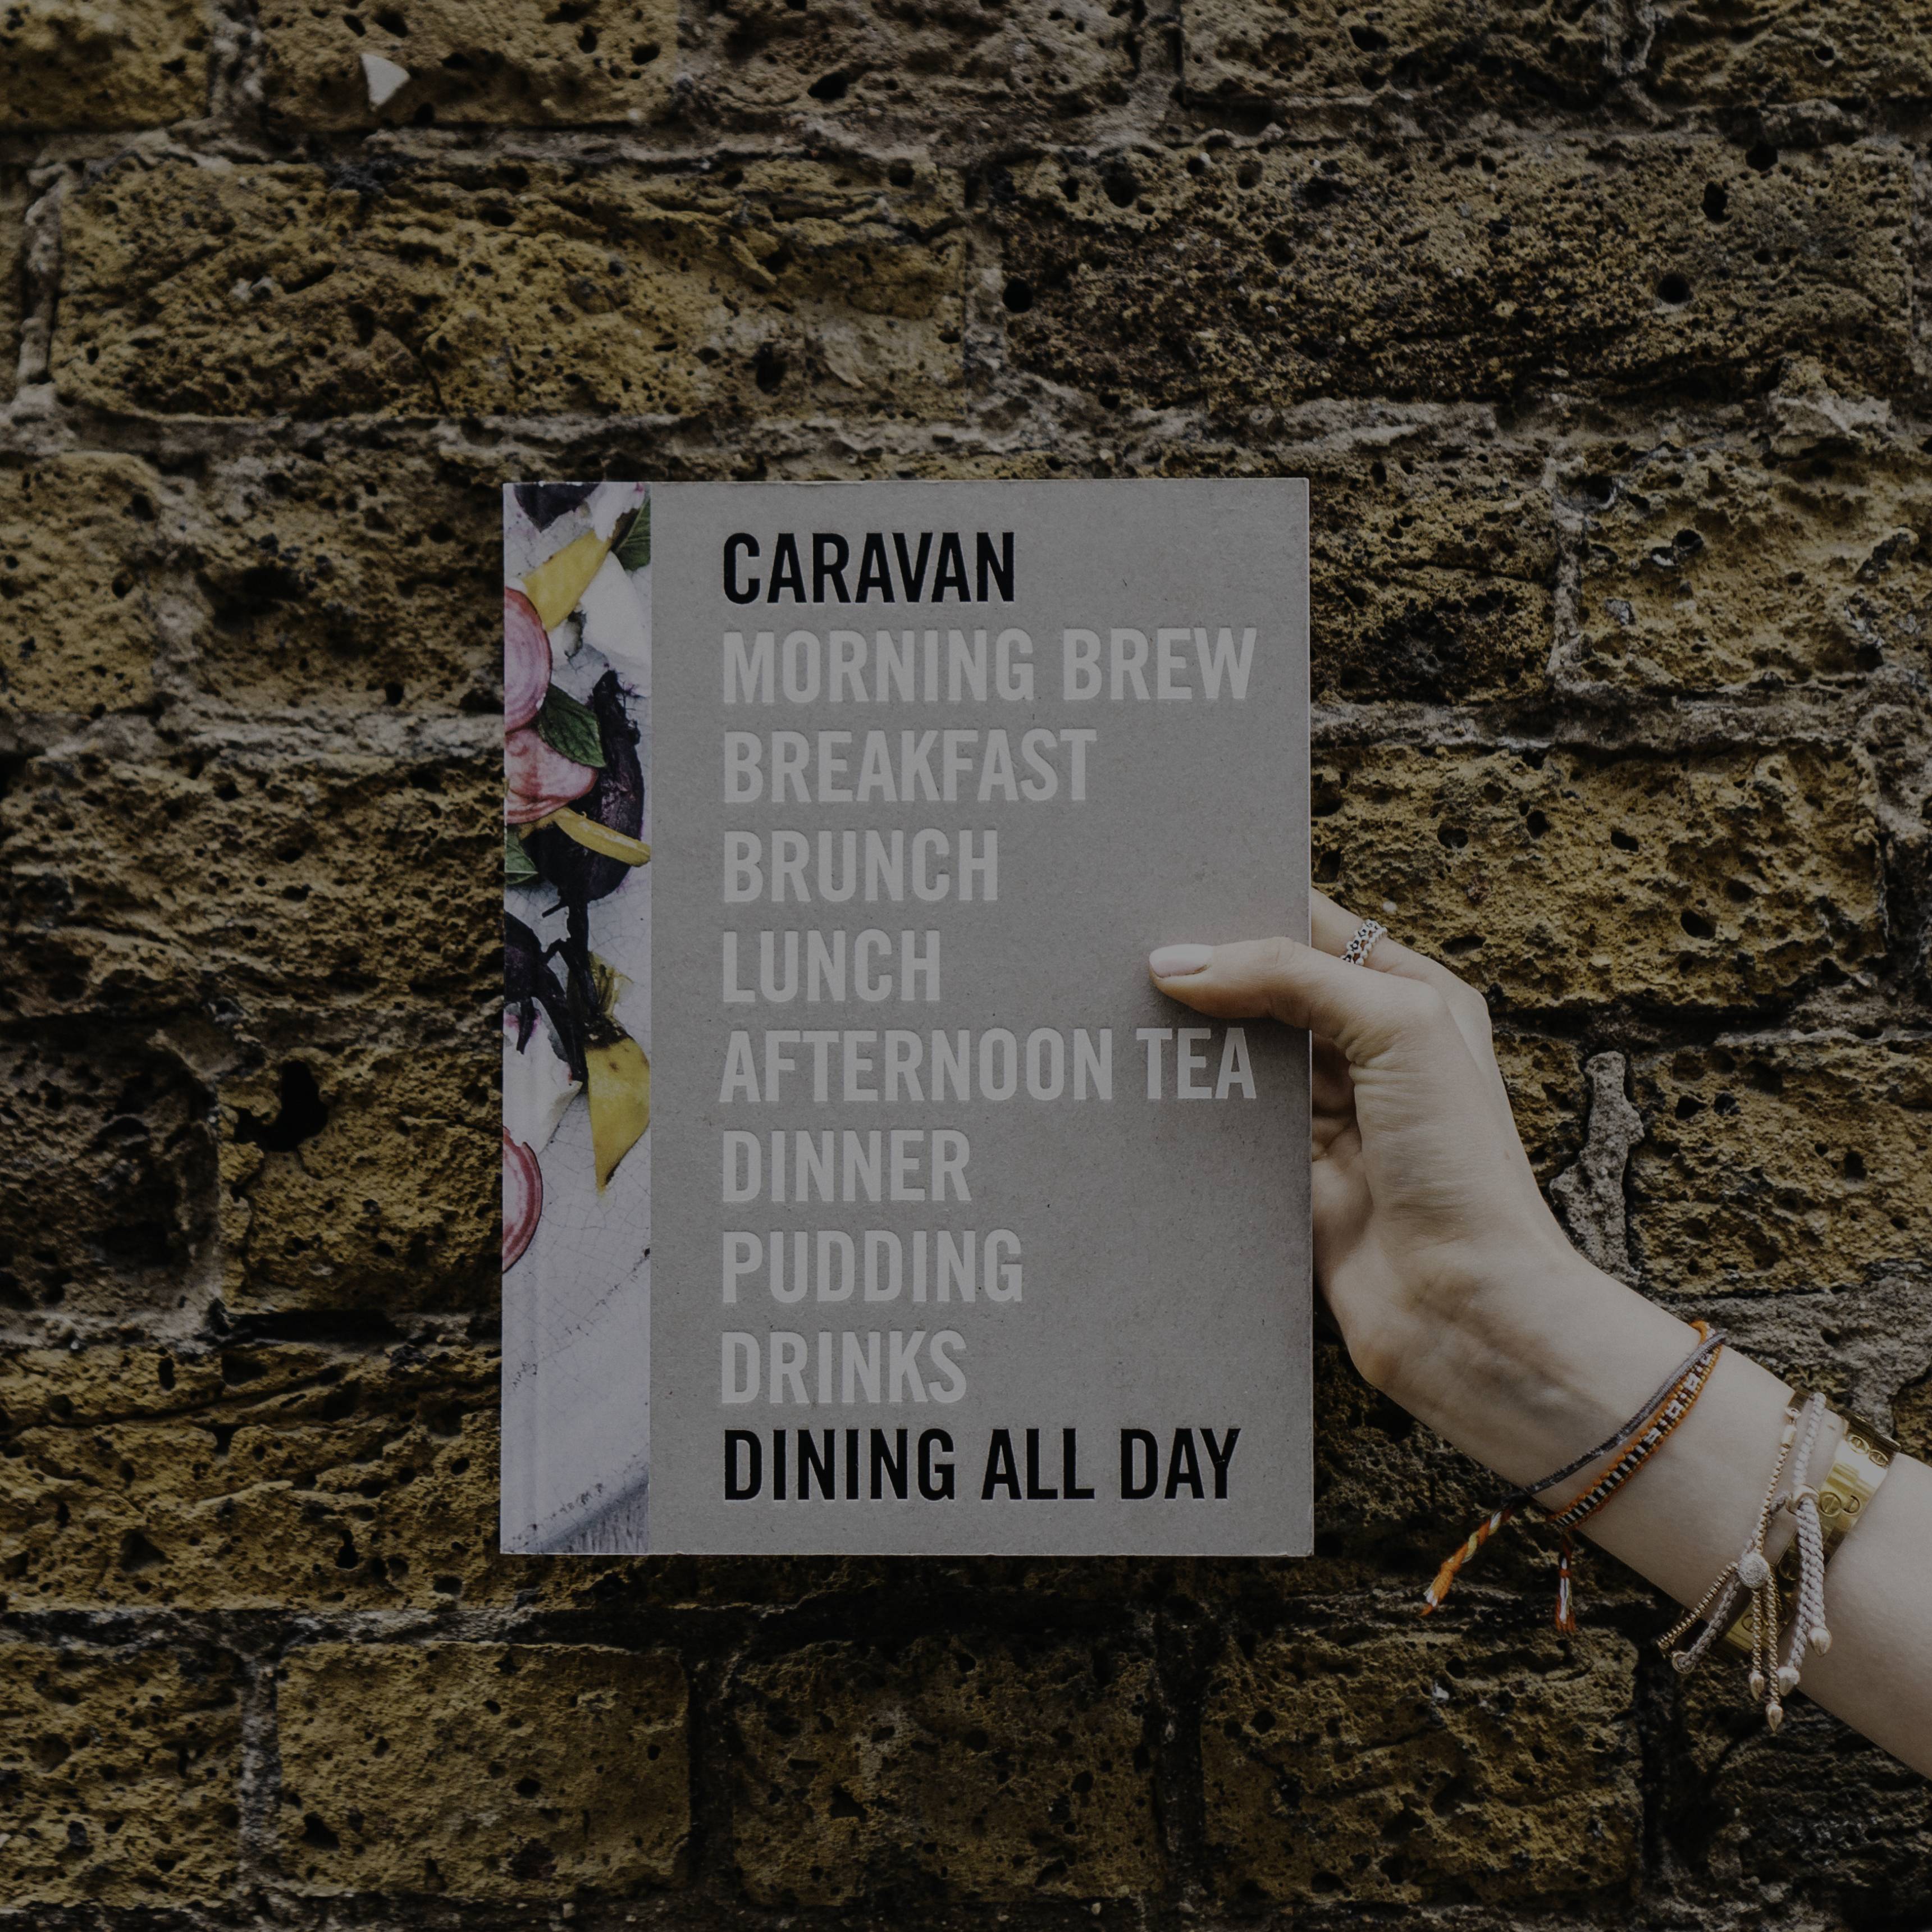 CARAVAN
MORNING BREW
BREAKFAST
BRUNCH
LUNCH
AFTERNOON TEA
DINNER
PUDDING
DRINKS
DINING ALL DAY